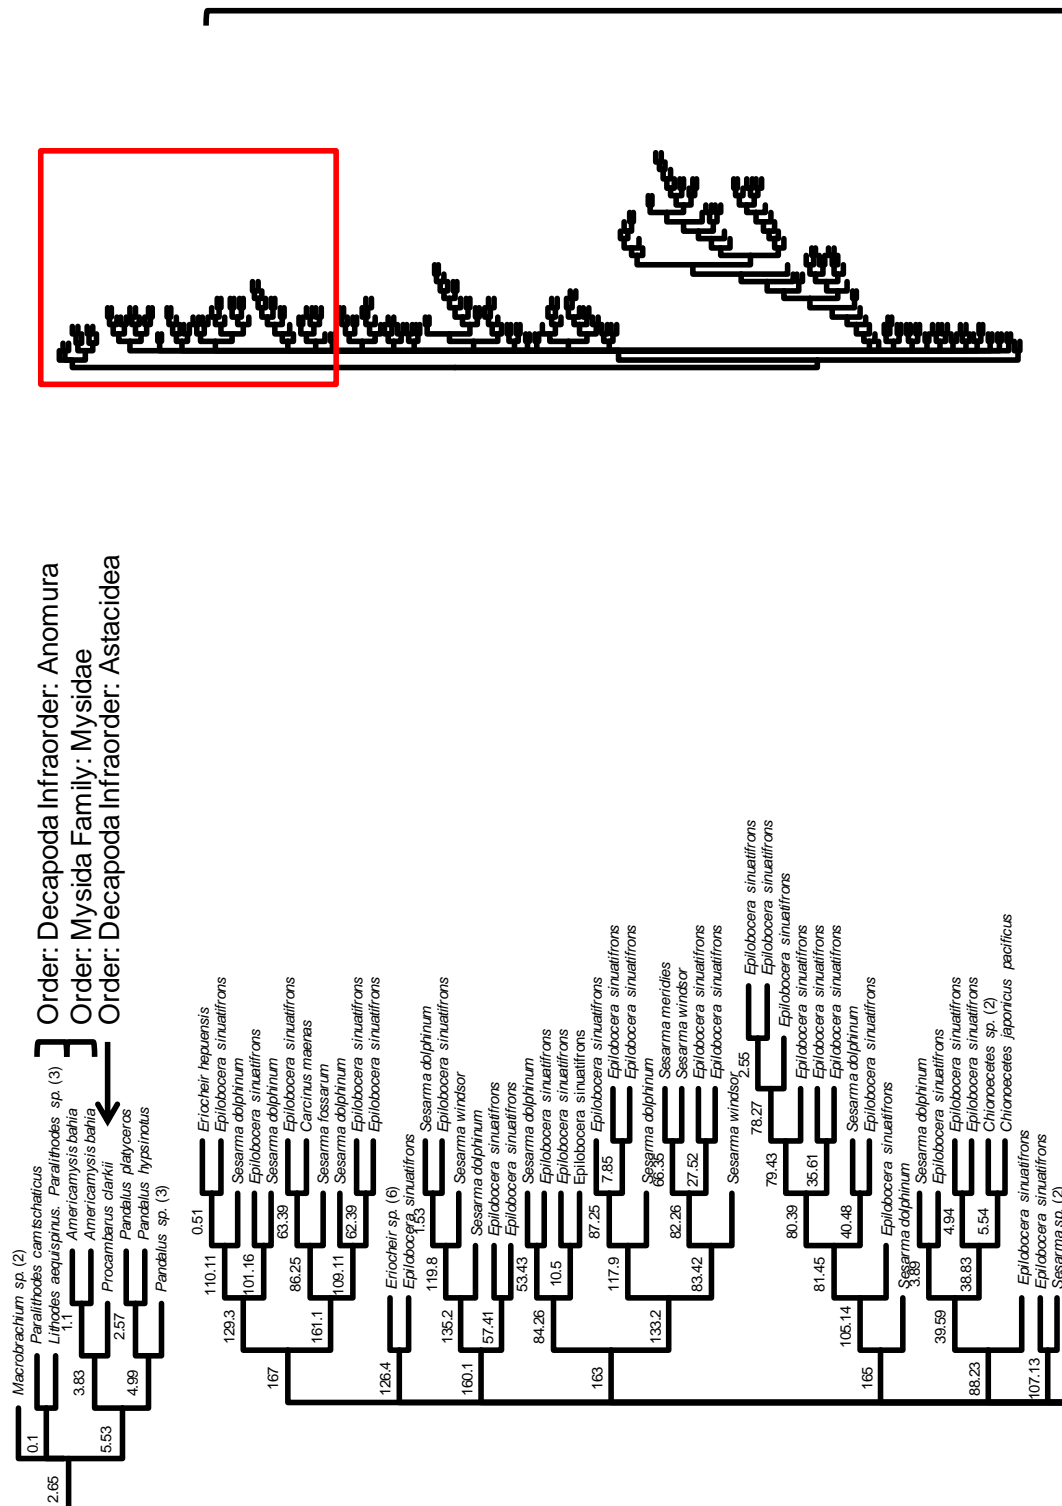 Order: Decapoda Infraorder: Anomura
Order: Mysida Family: Mysidae
Order: Decapoda Infraorder: Astacidea
Macrobrachium sp. (2)
Paralithodes camtschaticus
Lithodes aequispinus. Paralithodes sp. (3)
Americamysis bahia
Americamysis bahia
Procambarus clarkii
Pandalus platyceros
Pandalus hypsinotus
Pandalus sp. (3)
2.65
0.1
5.53
3.83
1.1
4.99
2.57
Eriocheir hepuensis
Epilobocera sinuatifrons
Sesarma dolphinum
Epilobocera sinuatifrons
Sesarma dolphinum
Epilobocera sinuatifrons
Carcinus maenas
Sesarma fossarum
Sesarma dolphinum
Epilobocera sinuatifrons
Epilobocera sinuatifrons
0.51
110.11
101.16
129.3
63.39
86.25
161.1
109.11
62.39
167
Eriocheir sp. (6)
Epilobocera sinuatifrons
126.4
Sesarma dolphinum
Epilobocera sinuatifrons
Sesarma windsor
Sesarma dolphinum
Epilobocera sinuatifrons
Epilobocera sinuatifrons
1.53
119.8
135.2
57.41
160.1
Sesarma dolphinum
Epilobocera sinuatifrons
Epilobocera sinuatifrons
Epilobocera sinuatifrons
Epilobocera sinuatifrons
Epilobocera sinuatifrons
Epilobocera sinuatifrons
Sesarma dolphinum
Sesarma meridies
Sesarma windsor
Epilobocera sinuatifrons
Epilobocera sinuatifrons
Sesarma windsor
53.43
10.5
84.26
87.25
7.85
117.9
66.35
27.52
82.26
83.42
133.2
163
Epilobocera sinuatifrons
Epilobocera sinuatifrons
Epilobocera sinuatifrons
Epilobocera sinuatifrons
Epilobocera sinuatifrons
Epilobocera sinuatifrons
Sesarma dolphinum
Epilobocera sinuatifrons
Epilobocera sinuatifrons
Sesarma dolphinum
2.55
78.27
79.43
35.61
80.39
40.48
81.45
105.14
165
Sesarma dolphinum
Epilobocera sinuatifrons
Epilobocera sinuatifrons
Epilobocera sinuatifrons
Chionoecetes sp. (2)
Chionoecetes japonicus pacificus
Epilobocera sinuatifrons
3.89
4.94
5.54
38.83
39.59
88.23
Epilobocera sinuatifrons
Sesarma sp. (2)
107.13